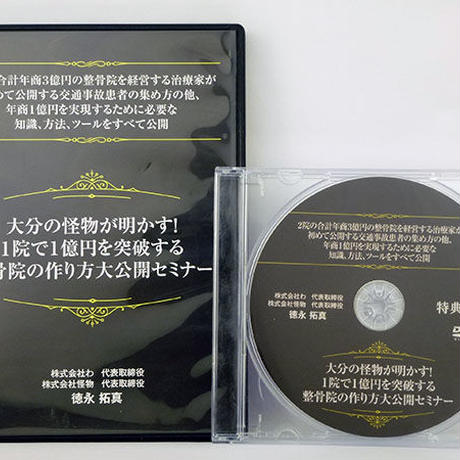 合計年商3億円の整骨院を経営する治療家が
めて公開する交通事故患者の集め方の他、
年商1億円を実現するために必要な
知識、方法、ツールをすべて公開
大分の怪物が明かす!
1院で1億円を突破する
骨院の作り方大公開セミナー
株式会社わ 代表取締役
株式会社怪物 代表取締役
徳永 拓真
2院の合計年商3億円の整骨院を経営する治療家が
初めて公開する交通事故患者の集め方の他、
年商1億円を実現するために必要な
知識、方法、ツールをすべて公開
株式会社わ 代表取締役
株式会社怪物 代表取締役
徳永 拓真
特典
大分の怪物が明かす!
1院で1億円を突破する
整骨院の作り方大公開セミナー